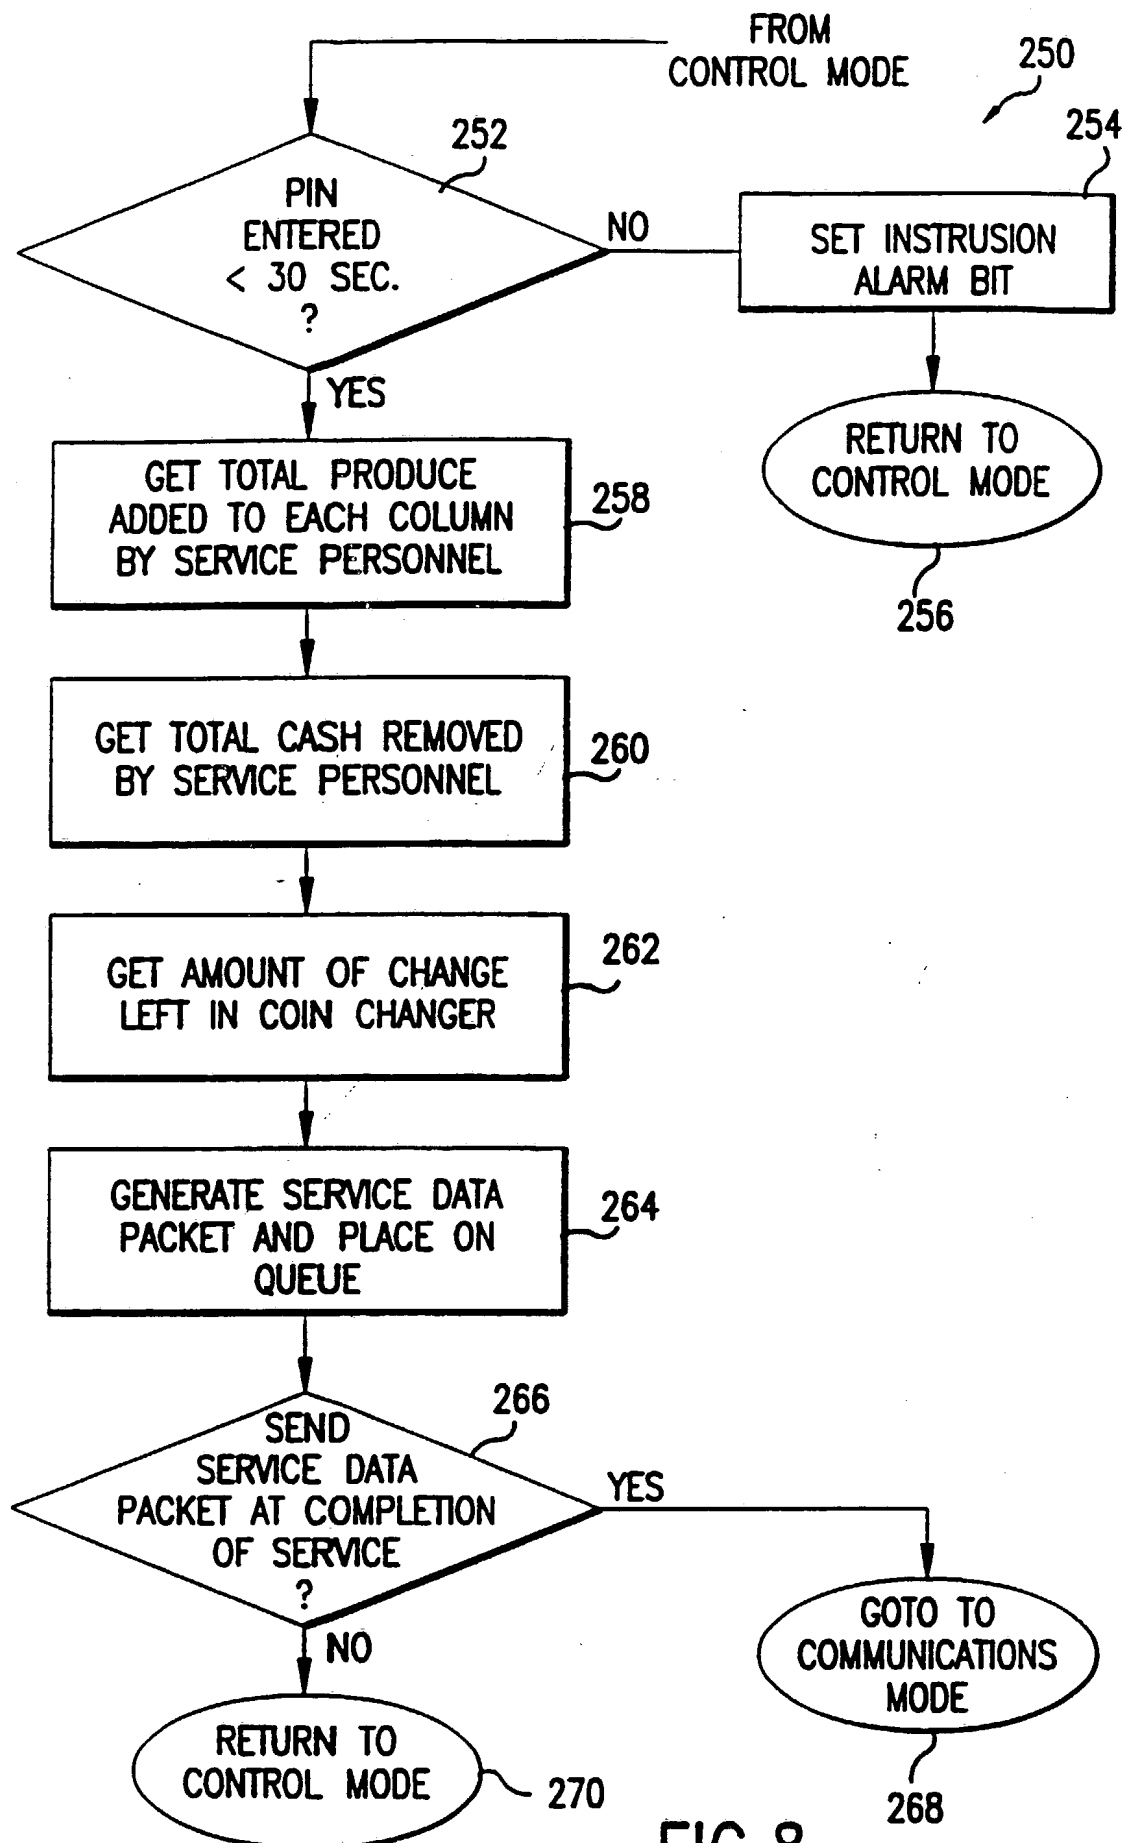 FROM
CONTROL MODE
250
252
254
PIN
ENTERED
< 30 SEC.
?
NO
SET INSTRUSION
ALARM BIT
YES
RETURN TO
CONTROL MODE
256
GET TOTAL PRODUCE
ADDED TO EACH COLUMN
BY SERVICE PERSONNEL
258
GET TOTAL CASH REMOVED
BY SERVICE PERSONNEL
260
GET AMOUNT OF CHANGE
LEFT IN COIN CHANGER
262
GENERATE SERVICE DATA
PACKET AND PLACE ON
QUEUE
264
266
SEND
SERVICE DATA
PACKET AT COMPLETION
OF SERVICE
?
YES
NO
GOTO TO
COMMUNICATIONS
MODE
268
RETURN TO
CONTROL MODE
270
FIG. 8